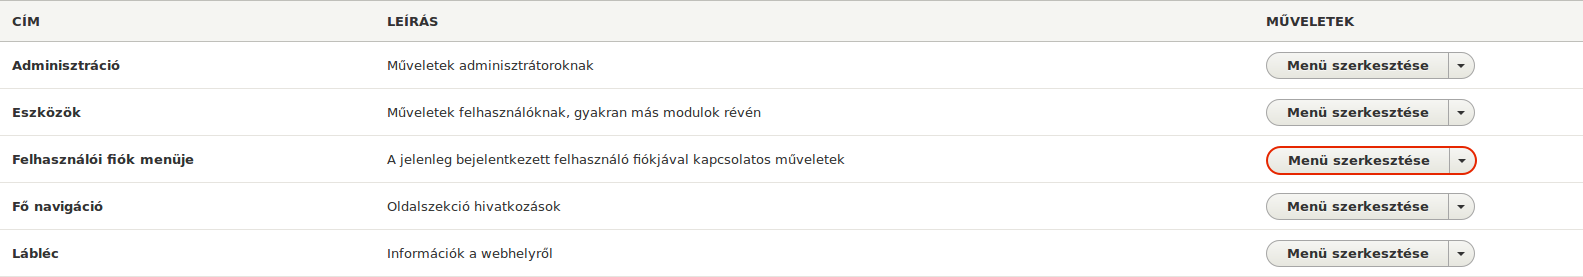 CÍM LEÍRÁS MŰVELETEK
Adminisztráció Műveletek adminisztrátoroknak Menü szerkesztése
Eszközök Műveletek felhasználóknak, gyakran más modulok révén Menü szerkesztése
Felhasználói fiók menüje A jelenleg bejelentkezett felhasználó fiókjával kapcsolatos műveletek Menü szerkesztése
Fő navigáció Oldalszekció hivatkozások Menü szerkesztése
Lábléc Információk a webhelyről Menü szerkesztése